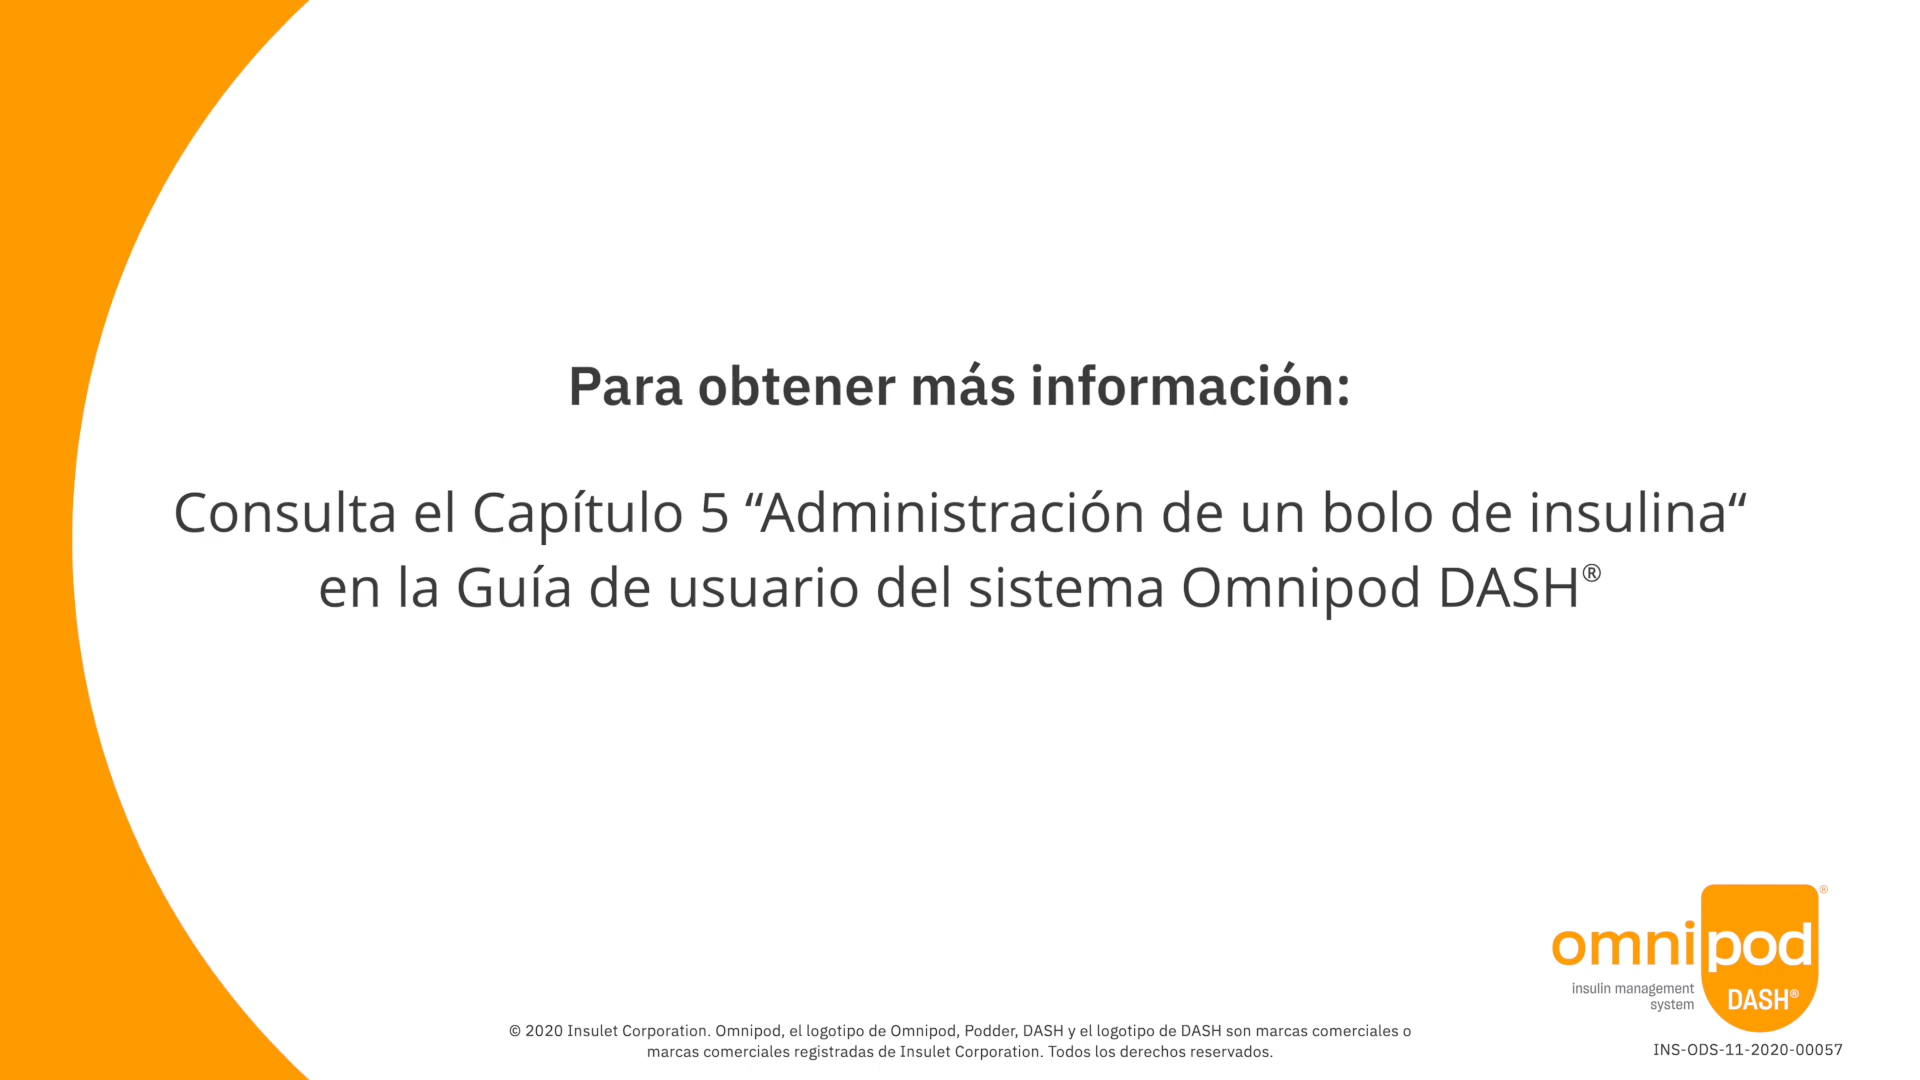 Para obtener más información:
Consulta el Capítulo 5 “Administración de un bolo de insulina“
en la Guía de usuario del sistema Omnipod DASH®
omnipod®
insulin management
system
DASH®
© 2020 Insulet Corporation. Omnipod, el logotipo de Omnipod, Podder, DASH y el logotipo de DASH son marcas comerciales o
marcas comerciales registradas de Insulet Corporation. Todos los derechos reservados.
INS-ODS-11-2020-00057